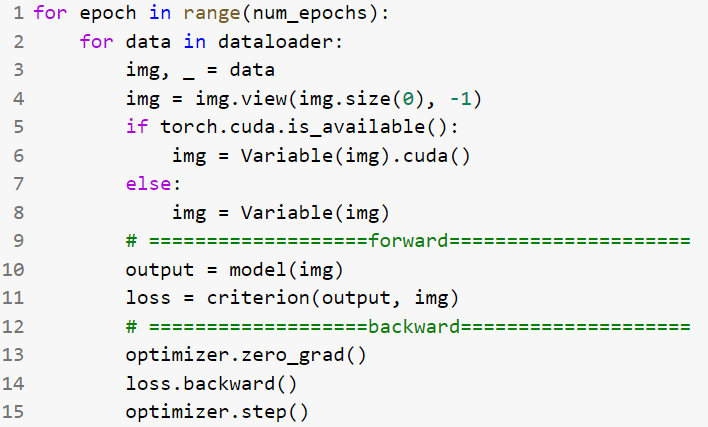 1 for epoch in range(num_epochs):
2     for data in dataloader:
3         img, _ = data
4         img = img.view(img.size(0), -1)
5         if torch.cuda.is_available():
6             img = Variable(img).cuda()
7         else:
8             img = Variable(img)
9         # ===================forward=====================
10         output = model(img)
11         loss = criterion(output, img)
12         # ===================backward====================
13         optimizer.zero_grad()
14         loss.backward()
15         optimizer.step()